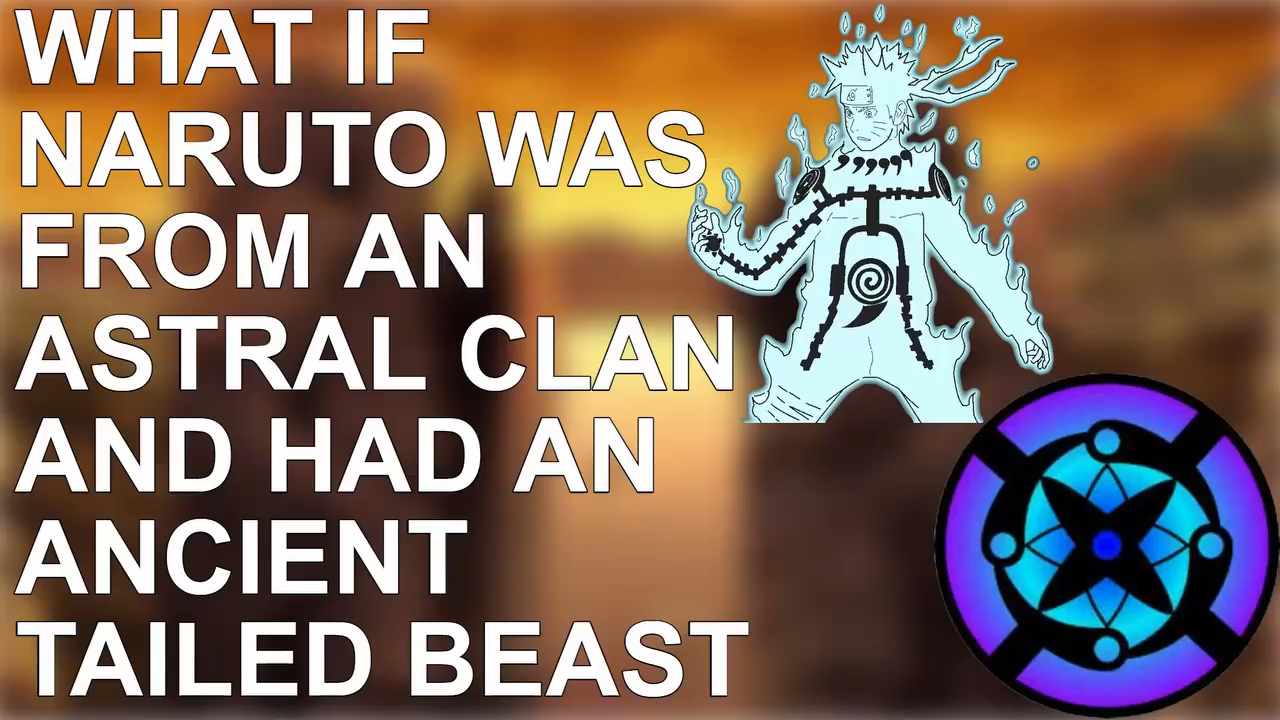 WHAT IF
NARUTO WAS
FROM AN
ASTRAL CLAN
AND HAD AN
ANCIENT
TAILED BEAST